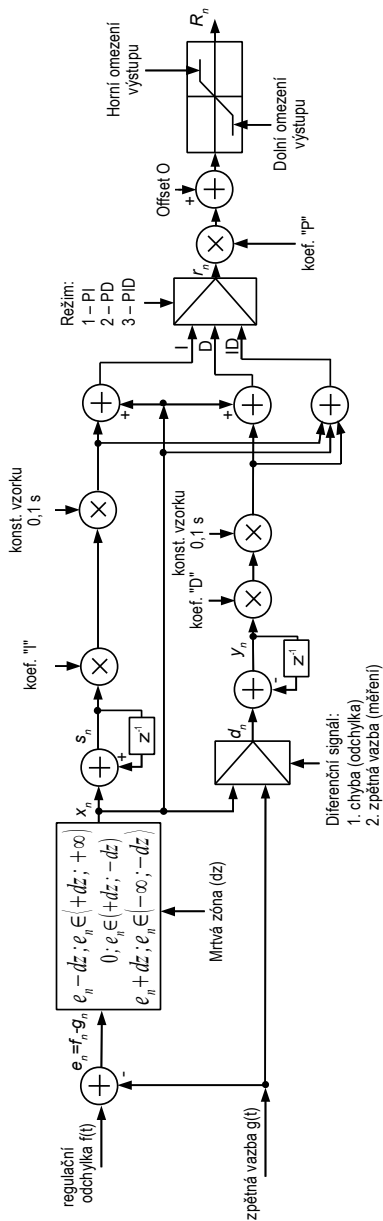 regulační
odchylka f(t)
zpětná vazba g(t)
-
eₙ=fₙ-gₙ
eₙ-dz; eₙ∈⟨+dz; +∞)
0; eₙ∈(+dz; -dz)
eₙ+dz; eₙ∈(-∞; -dz⟩
Mrtvá zóna (dz)
xₙ
sₙ
+
z⁻¹
koef. "I"
konst. vzorku
0,1 s
dₙ
Diferenční signál:
1. chyba (odchylka)
2. zpětná vazba (měření)
yₙ
-
z⁻¹
koef. "D"
konst. vzorku
0,1 s
+
+
I
D
ID
Režim:
1 – PI
2 – PD
3 – PID
rₙ
koef. "P"
Offset O
+
Horní omezení
výstupu
Dolní omezení
výstupu
Rₙ